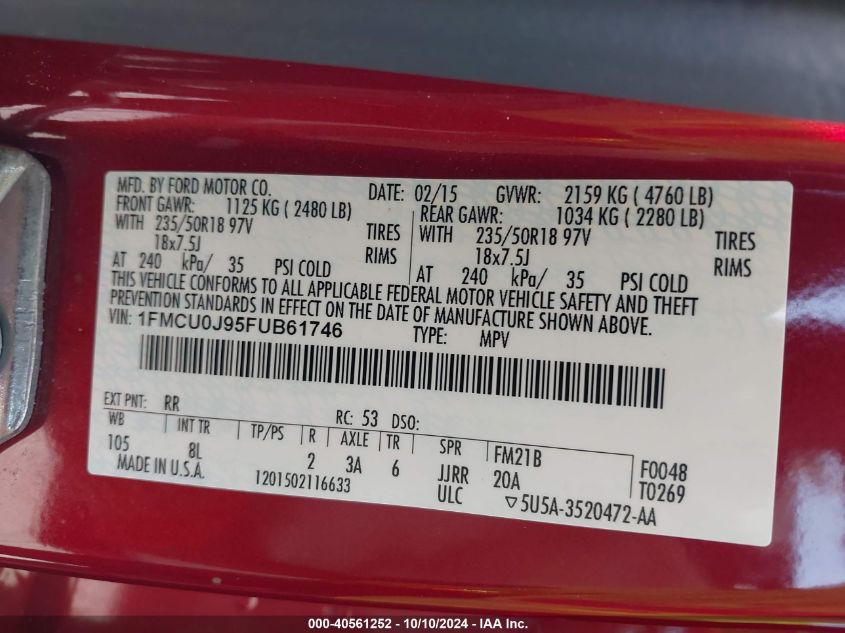 MFD. BY FORD MOTOR CO. DATE: 02/15 GVWR: 2159 KG ( 4760 LB)
FRONT GAWR: 1125 KG ( 2480 LB) REAR GAWR: 1034 KG ( 2280 LB)
WITH 235/50R18 97V TIRES WITH 235/50R18 97V TIRES
18x7.5J RIMS 18x7.5J RIMS
AT 240 kPa/ 35 PSI COLD AT 240 kPa/ 35 PSI COLD
THIS VEHICLE CONFORMS TO ALL APPLICABLE FEDERAL MOTOR VEHICLE SAFETY AND THEFT
PREVENTION STANDARDS IN EFFECT ON THE DATE OF MANUFACTURE SHOWN ABOVE.
VIN: 1FMCU0J95FUB61746 TYPE: MPV
EXT PNT: RR RC: 53 DSO:
WB INT TR TP/PS R AXLE TR SPR FM21B F0048
105 8L 2 3A 6 JJRR 20A T0269
MADE IN U.S.A. 1201502116633 ULC ▽5U5A-3520472-AA
000-40561252 - 10/10/2024 - IAA Inc.